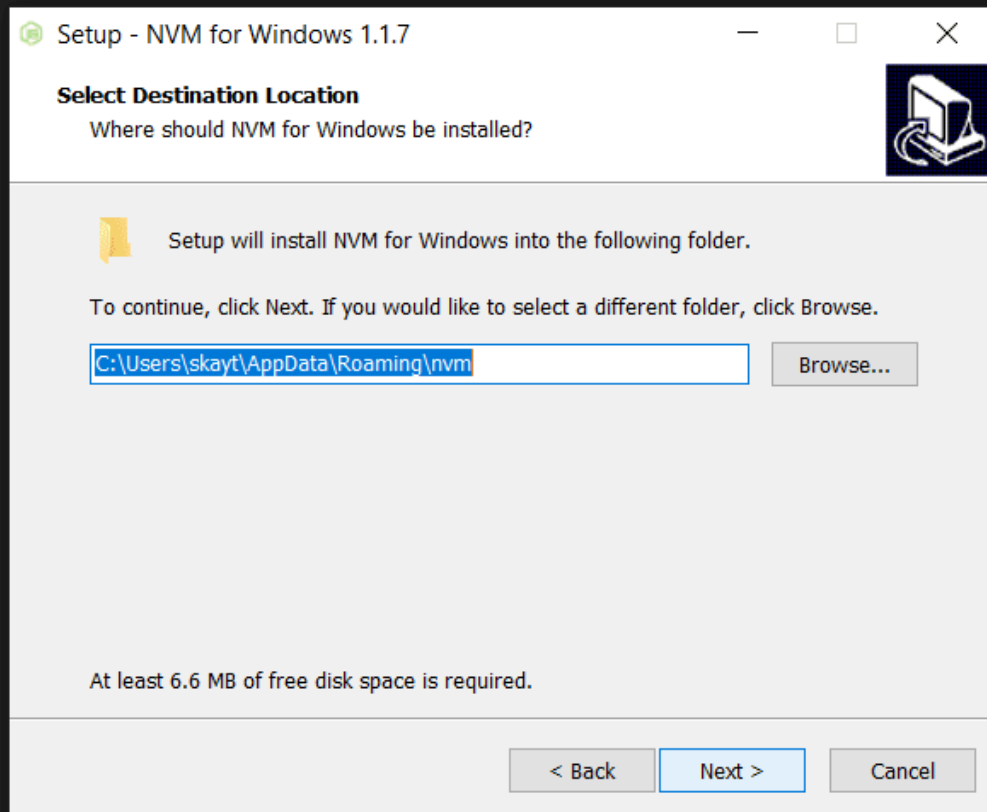 Setup - NVM for Windows 1.1.7
Select Destination Location
Where should NVM for Windows be installed?
Setup will install NVM for Windows into the following folder.
To continue, click Next. If you would like to select a different folder, click Browse.
C:\Users\skayt\AppData\Roaming\nvm
Browse...
At least 6.6 MB of free disk space is required.
< Back
Next >
Cancel